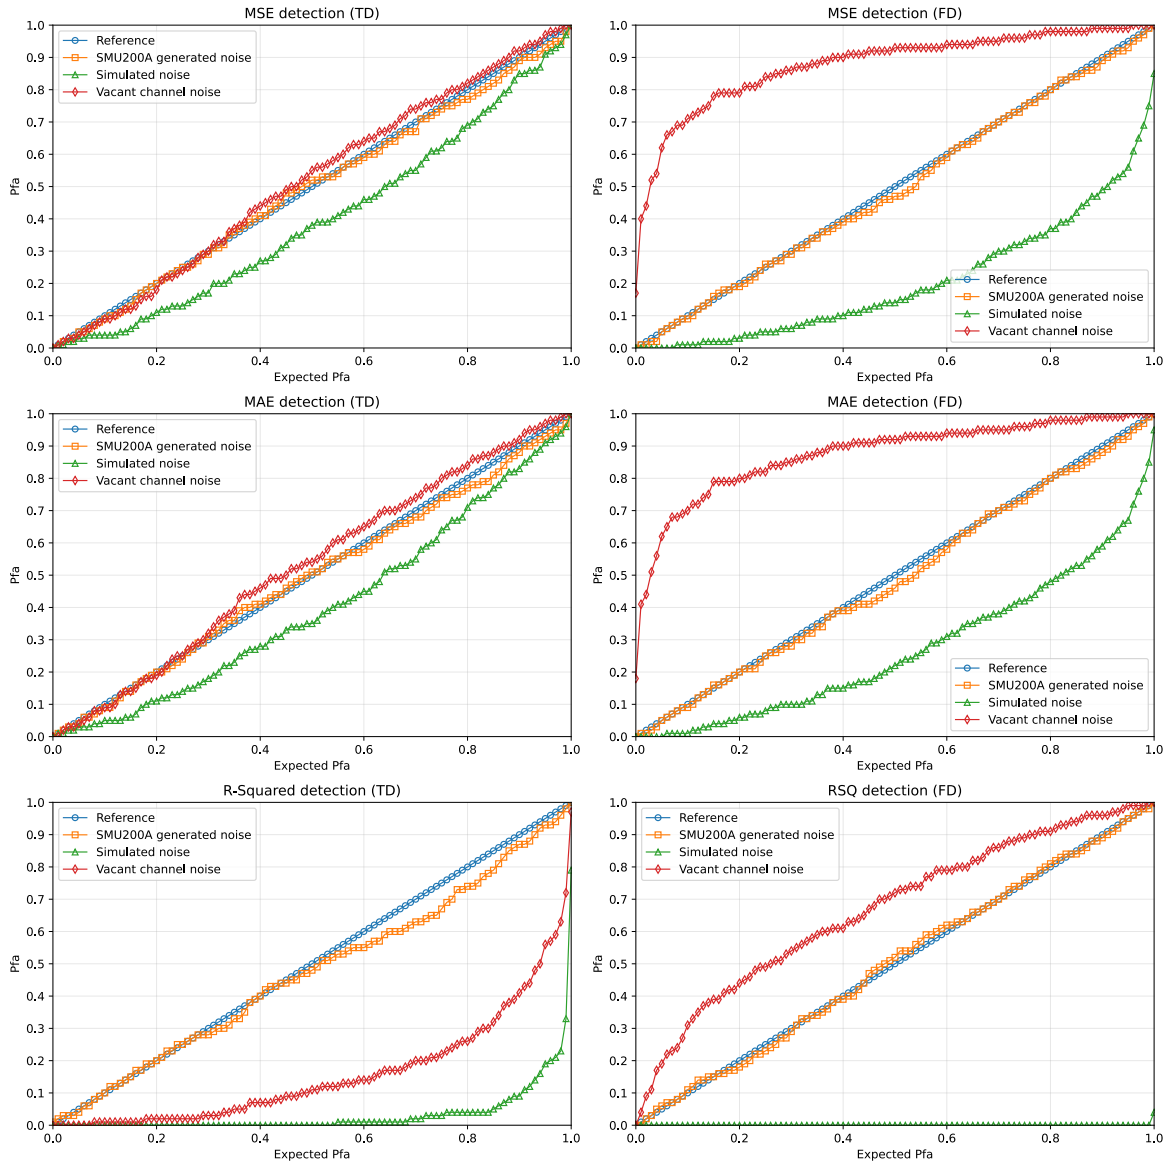 MSE detection (TD)
1.0
0.9
0.8
0.7
0.6
0.5
0.4
0.3
0.2
0.1
0.0
Pfa
Reference
SMU200A generated noise
Simulated noise
Vacant channel noise
0.0 0.2 0.4 0.6 0.8 1.0
Expected Pfa
MSE detection (FD)
1.0
0.9
0.8
0.7
0.6
0.5
0.4
0.3
0.2
0.1
0.0
Pfa
Reference
SMU200A generated noise
Simulated noise
Vacant channel noise
0.0 0.2 0.4 0.6 0.8 1.0
Expected Pfa
MAE detection (TD)
1.0
0.9
0.8
0.7
0.6
0.5
0.4
0.3
0.2
0.1
0.0
Pfa
Reference
SMU200A generated noise
Simulated noise
Vacant channel noise
0.0 0.2 0.4 0.6 0.8 1.0
Expected Pfa
MAE detection (FD)
1.0
0.9
0.8
0.7
0.6
0.5
0.4
0.3
0.2
0.1
0.0
Pfa
Reference
SMU200A generated noise
Simulated noise
Vacant channel noise
0.0 0.2 0.4 0.6 0.8 1.0
Expected Pfa
R-Squared detection (TD)
1.0
0.9
0.8
0.7
0.6
0.5
0.4
0.3
0.2
0.1
0.0
Pfa
Reference
SMU200A generated noise
Simulated noise
Vacant channel noise
0.0 0.2 0.4 0.6 0.8 1.0
Expected Pfa
RSQ detection (FD)
1.0
0.9
0.8
0.7
0.6
0.5
0.4
0.3
0.2
0.1
0.0
Pfa
Reference
SMU200A generated noise
Simulated noise
Vacant channel noise
0.0 0.2 0.4 0.6 0.8 1.0
Expected Pfa